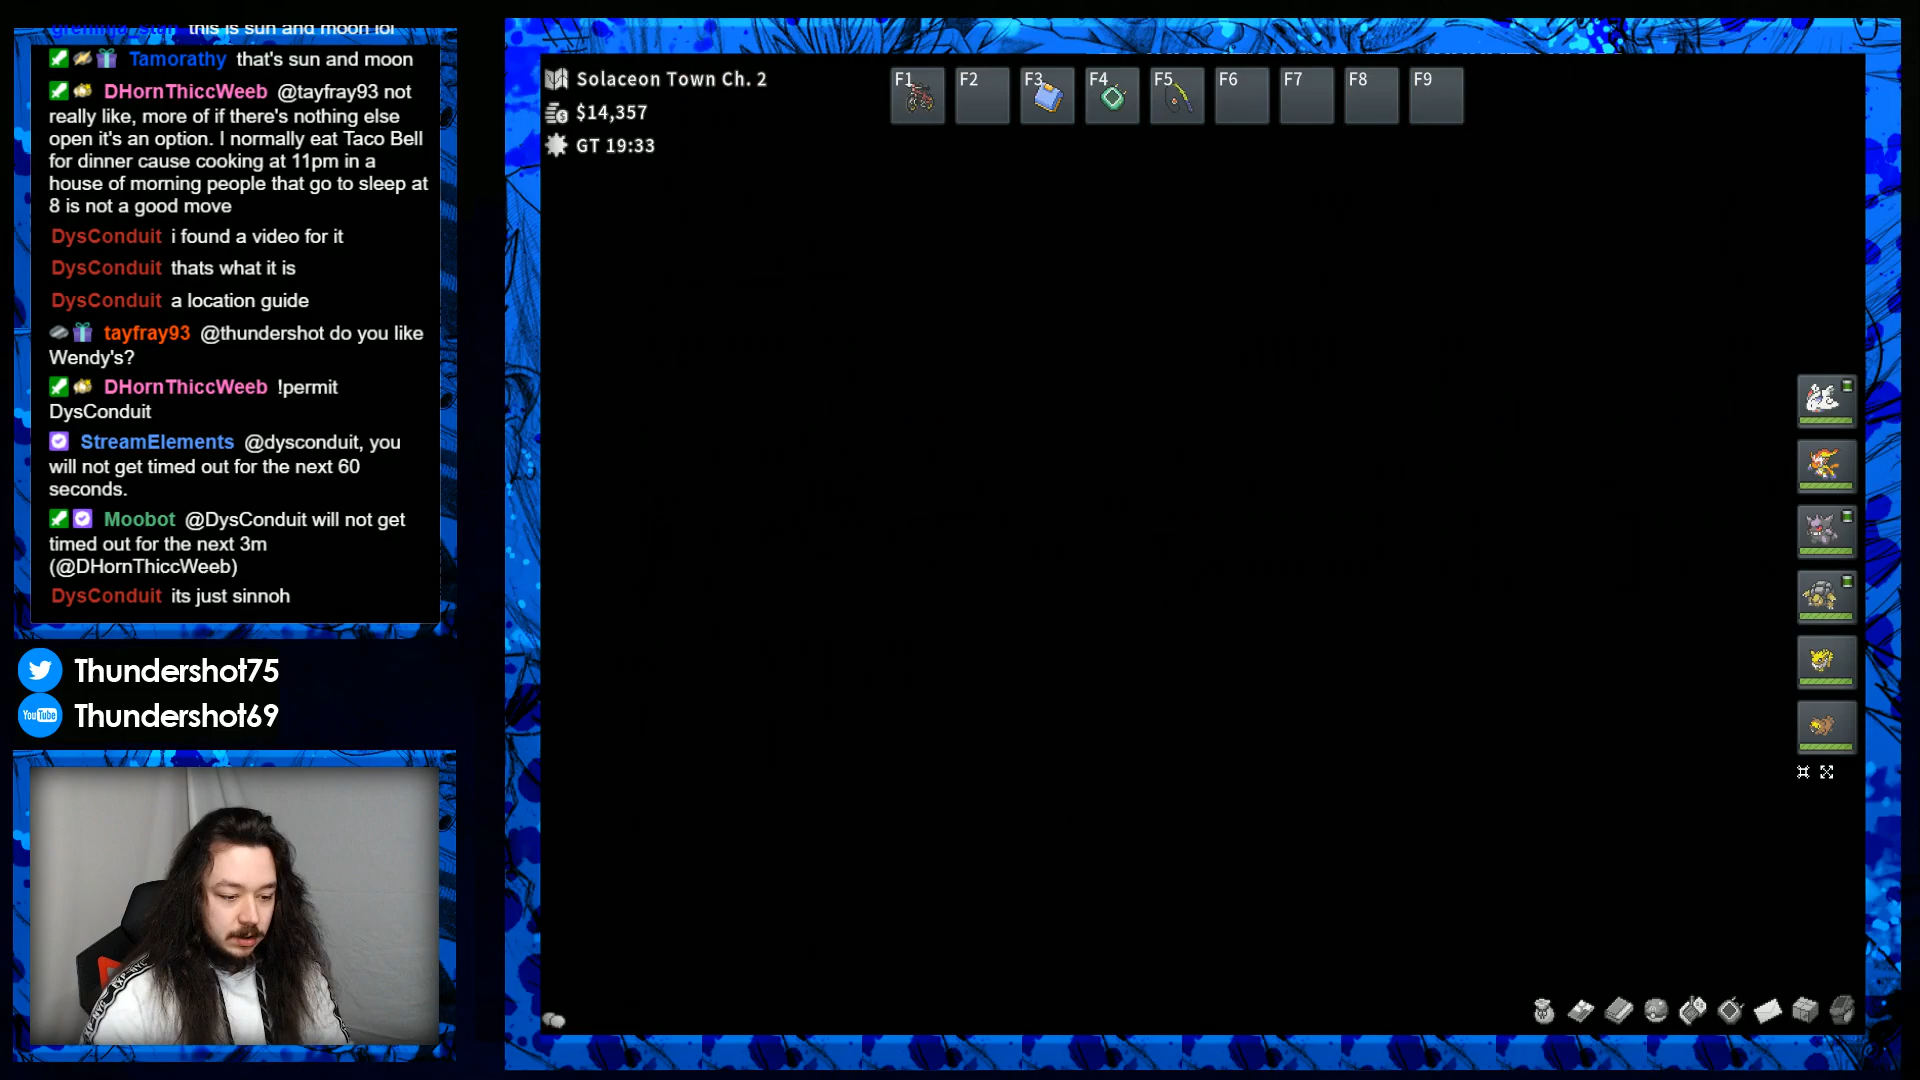 this is sun and moon lol
Tamorathy that's sun and moon
DHornThiccWeeb @tayfray93 not
really like, more of if there's nothing else
open it's an option. I normally eat Taco Bell
for dinner cause cooking at 11pm in a
house of morning people that go to sleep at
8 is not a good move
DysConduit i found a video for it
DysConduit thats what it is
DysConduit a location guide
tayfray93 @thundershot do you like
Wendy's?
DHornThiccWeeb !permit
DysConduit
StreamElements @dysconduit, you
will not get timed out for the next 60
seconds.
Moobot @DysConduit will not get
timed out for the next 3m
(@DHornThiccWeeb)
DysConduit its just sinnoh
Thundershot75
You Tube Thundershot69
Solaceon Town Ch. 2
$14,357
GT 19:33
F1 F2 F3 F4 F5 F6 F7 F8 F9